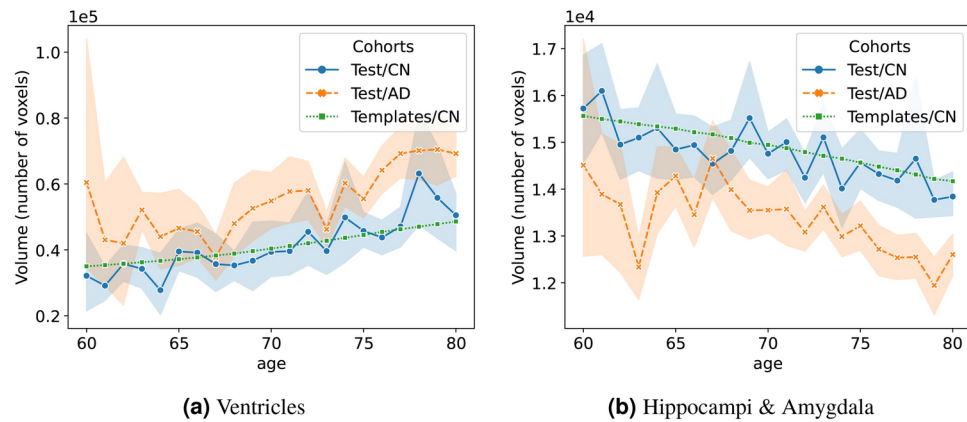 1e5
Volume (number of voxels)
1.0
0.8
0.6
0.4
0.2
60 65 70 75 80
age
Cohorts
Test/CN
Test/AD
Templates/CN
(a) Ventricles
1e4
Volume (number of voxels)
1.7
1.6
1.5
1.4
1.3
1.2
60 65 70 75 80
age
Cohorts
Test/CN
Test/AD
Templates/CN
(b) Hippocampi & Amygdala